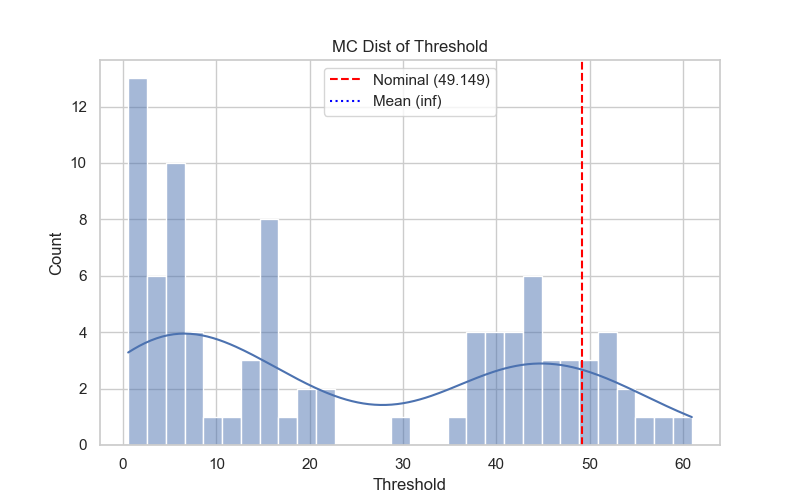 MC Dist of Threshold
Nominal (49.149)
Mean (inf)
Count
12
10
8
6
4
2
0
0 10 20 30 40 50 60
Threshold